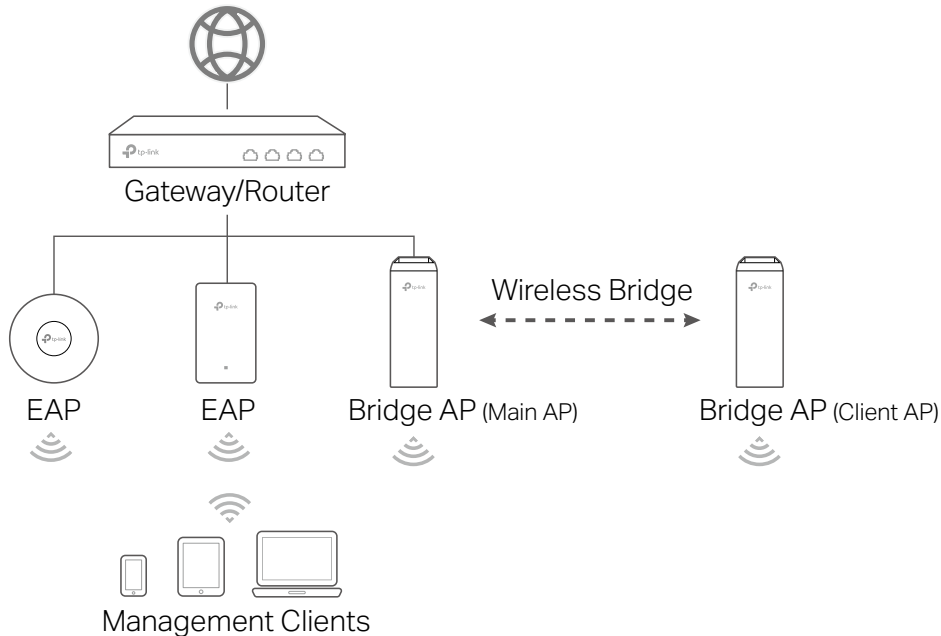 tp-link
Gateway/Router
tp-link
tp-link
tp-link
Wireless Bridge
tp-link
EAP
EAP
Bridge AP (Main AP)
Bridge AP (Client AP)
Management Clients